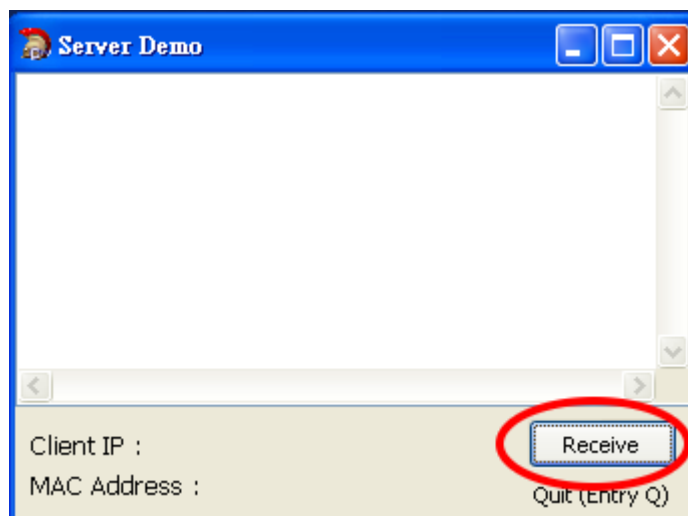 Server Demo
Client IP :
Receive
MAC Address :
Quit (Entry Q)